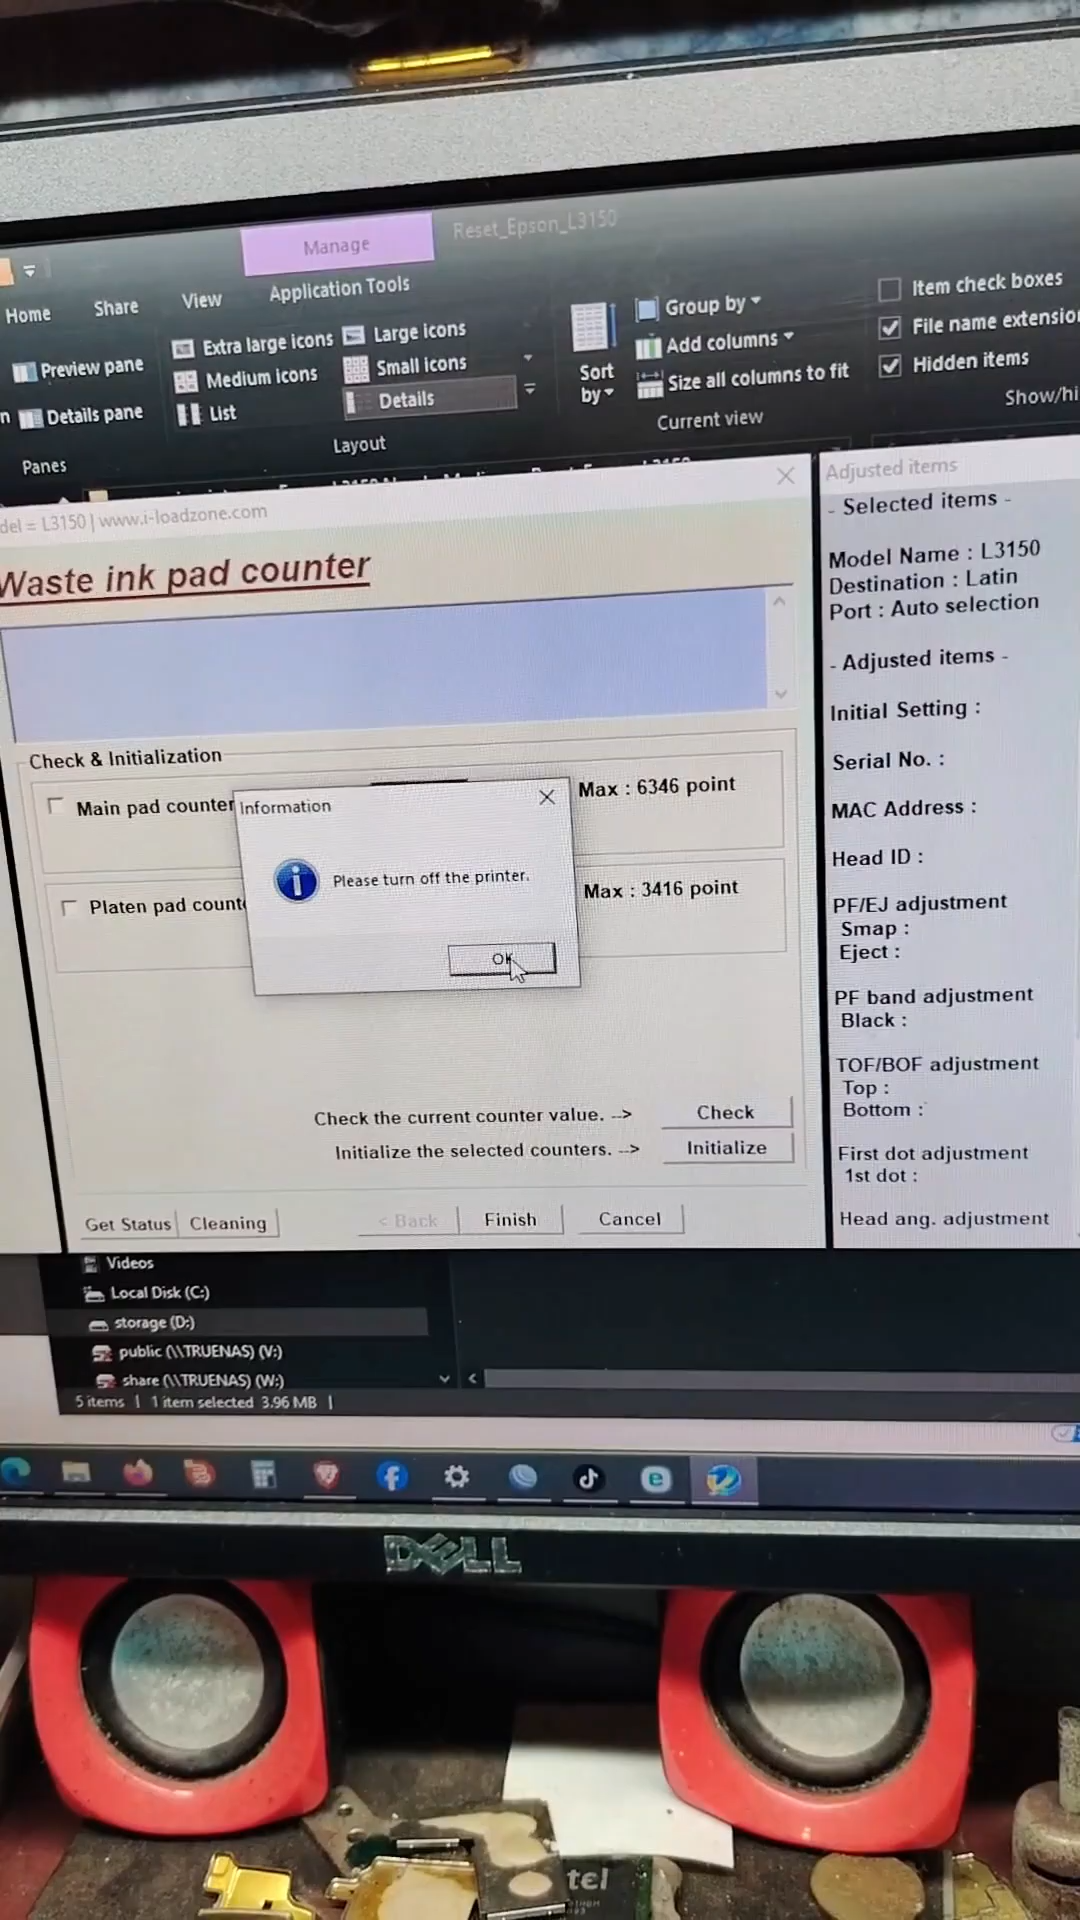 Manage
Reset_Epson_L3150
Home
Share
View
Application Tools
Preview pane
Details pane
Panes
Extra large icons
Large icons
Medium icons
Small icons
List
Details
Layout
Sort by
Group by
Add columns
Size all columns to fit
Current view
Item check boxes
File name extensio
Hidden items
Show/hi
del = L3150 | www.i-loadzone.com
Waste ink pad counter
Check & Initialization
Main pad counter
Max : 6346 point
Platen pad count
Max : 3416 point
Information
Please turn off the printer.
OK
Check the current counter value. -->
Check
Initialize the selected counters. -->
Initialize
Get Status
Cleaning
< Back
Finish
Cancel
Adjusted items
- Selected items -
Model Name : L3150
Destination : Latin
Port : Auto selection
- Adjusted items -
Initial Setting :
Serial No. :
MAC Address :
Head ID :
PF/EJ adjustment
Smap :
Eject :
PF band adjustment
Black :
TOF/BOF adjustment
Top :
Bottom :
First dot adjustment
1st dot :
Head ang. adjustment
Videos
Local Disk (C:)
storage (D:)
public (\\TRUENAS) (V:)
share (\\TRUENAS) (W:)
5 items | 1 item selected 3.96 MB |
DELL
tel